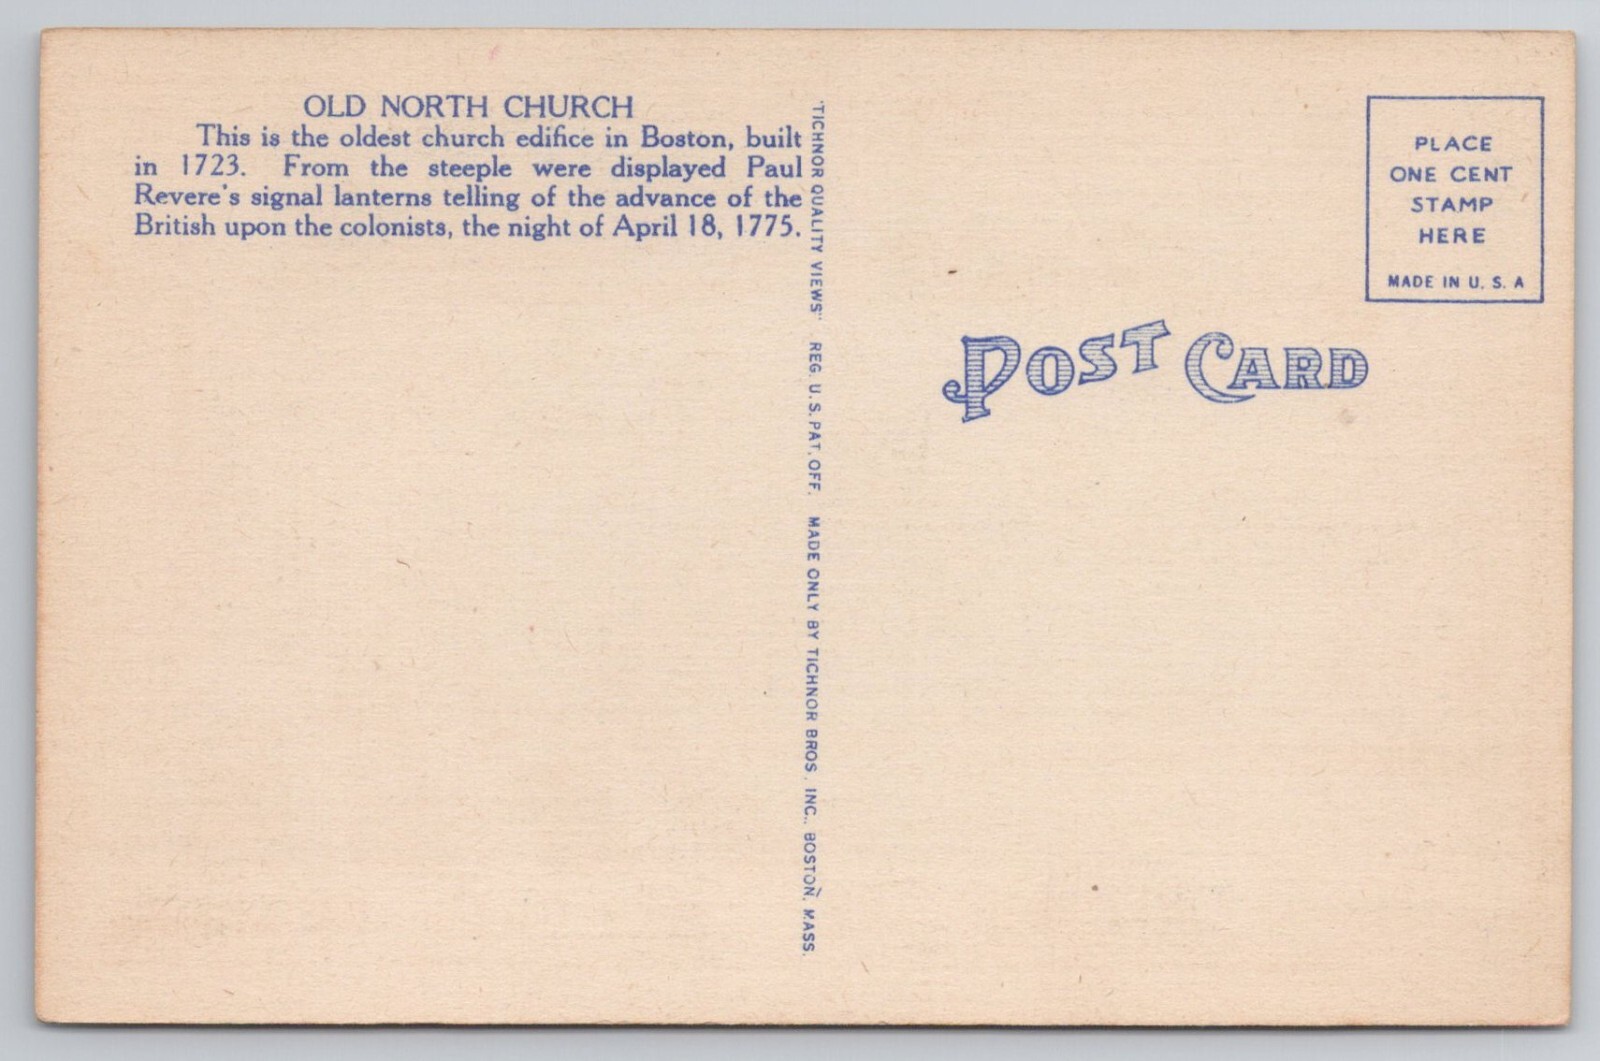 OLD NORTH CHURCH
This is the oldest church edifice in Boston, built
in 1723. From the steeple were displayed Paul
Revere's signal lanterns telling of the advance of the
British upon the colonists, the night of April 18, 1775.
"TICHNOR QUALITY VIEWS" REG. U.S. PAT. OFF. MADE ONLY BY TICHNOR BROS. INC., BOSTON, MASS.
PLACE
ONE CENT
STAMP
HERE
MADE IN U. S. A
POST CARD